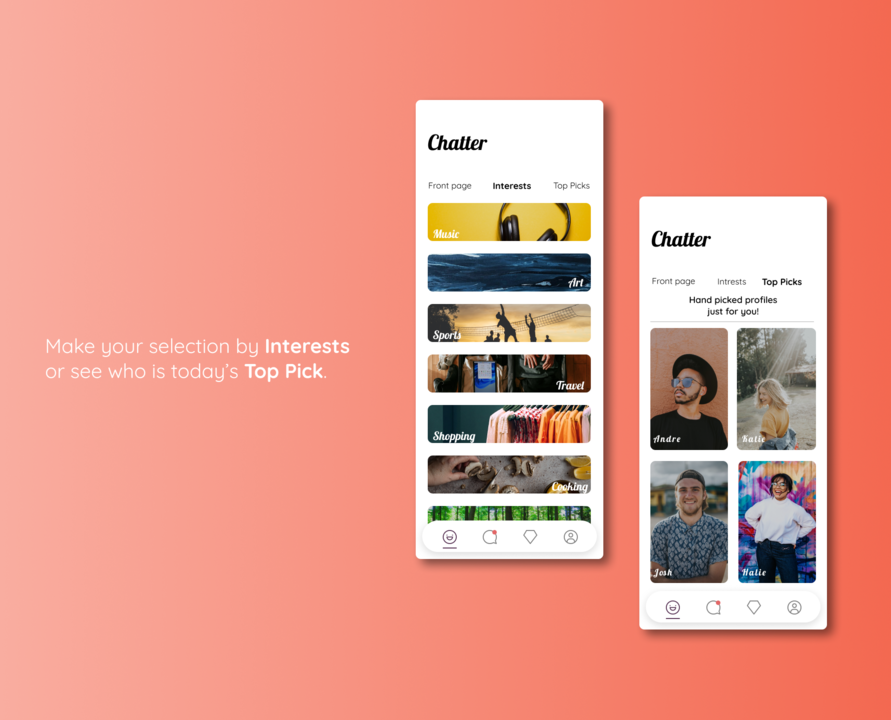 Make your selection by Interests
or see who is today's Top Pick.
Chatter
Front page Interests Top Picks
Music
Art
Sports
Travel
Shopping
Cooking
Chatter
Front page Intrests Top Picks
Hand picked profiles
just for you!
Andre
Katie
Josh
Halie